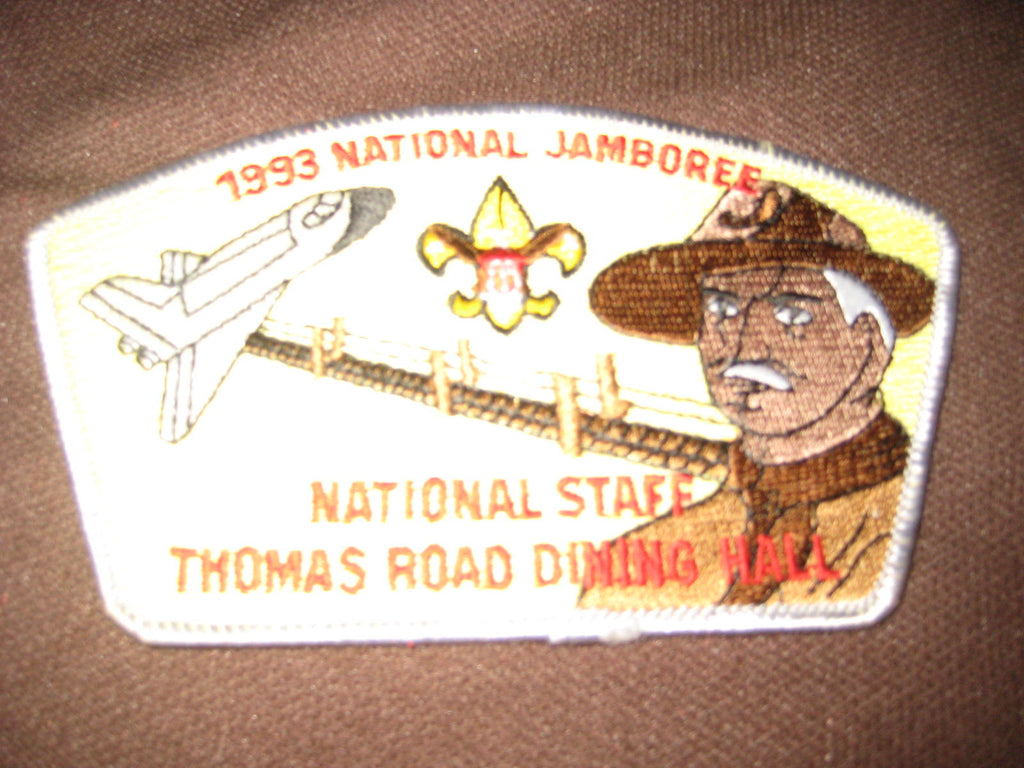 1993 NATIONAL JAMBOREE
NATIONAL STAFF
THOMAS ROAD DINING HALL